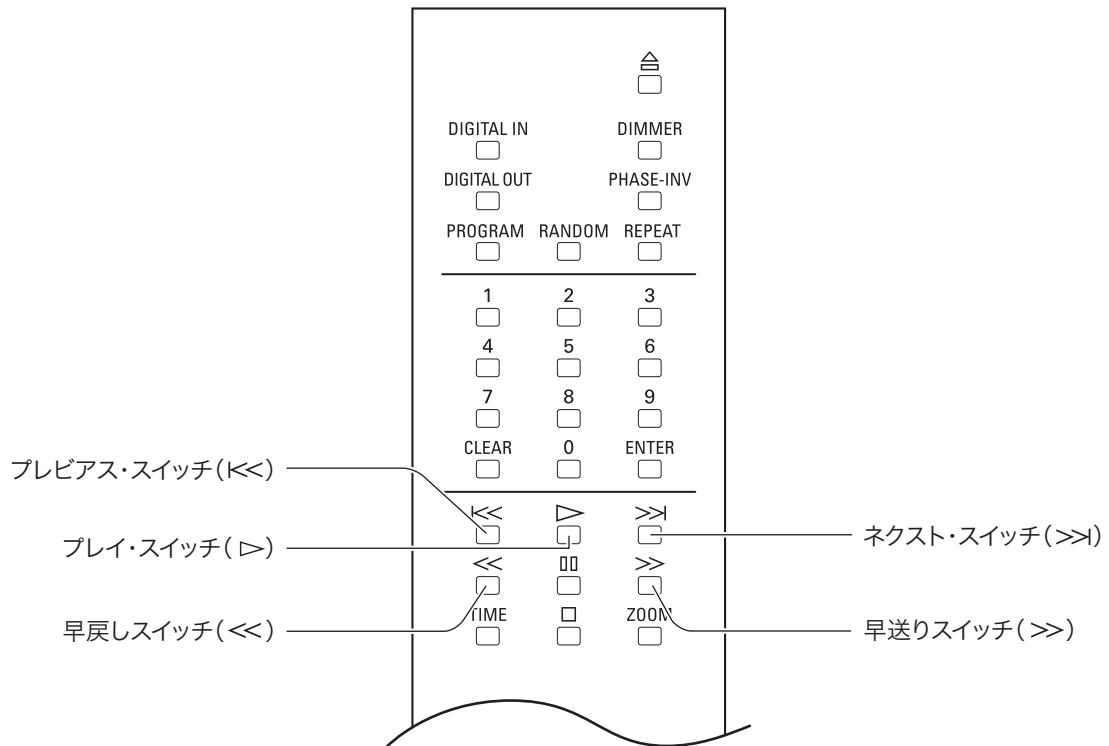 DIGITAL IN DIMMER
DIGITAL OUT PHASE-INV
PROGRAM RANDOM REPEAT
1 2 3
4 5 6
7 8 9
CLEAR 0 ENTER
プレビアス・スイッチ(|<<)
プレイ・スイッチ(▷)
ネクスト・スイッチ(>>|)
早戻しスイッチ(<<)
TIME ZOOM
早送りスイッチ(>>)